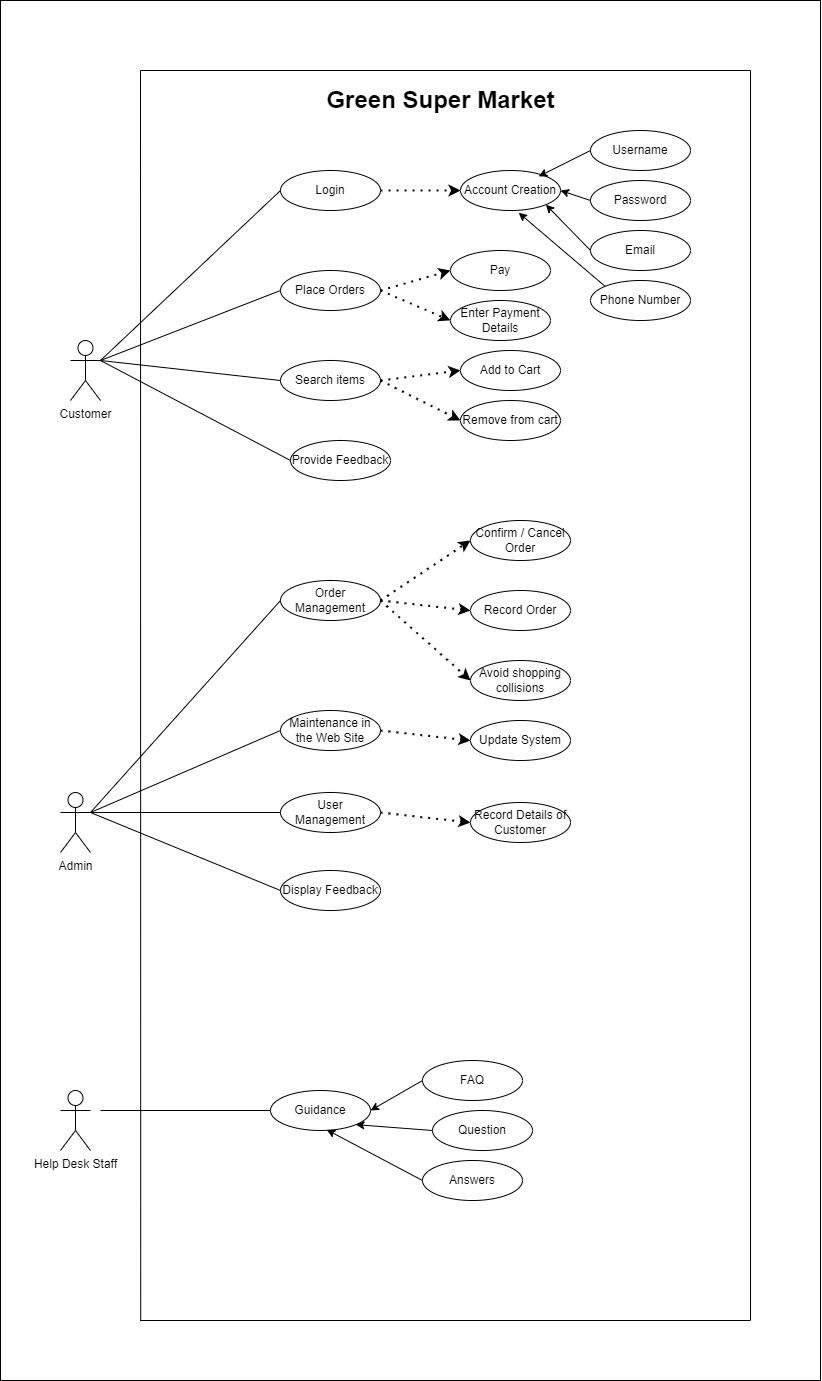 Green Super Market
Username
Login
Account Creation
Password
Email
Phone Number
Place Orders
Pay
Enter Payment
Details
Customer
Search items
Add to Cart
Remove from cart
Provide Feedback
Confirm / Cancel
Order
Order
Management
Record Order
Avoid shopping
collisions
Maintenance in
the Web Site
Update System
Admin
User
Management
Record Details of
Customer
Display Feedback
Help Desk Staff
Guidance
FAQ
Question
Answers